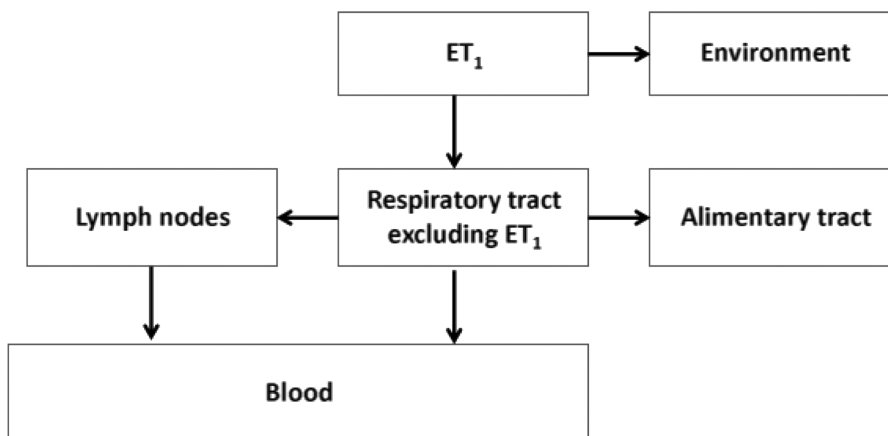 ET₁
Environment
Lymph nodes
Respiratory tract
excluding ET₁
Alimentary tract
Blood